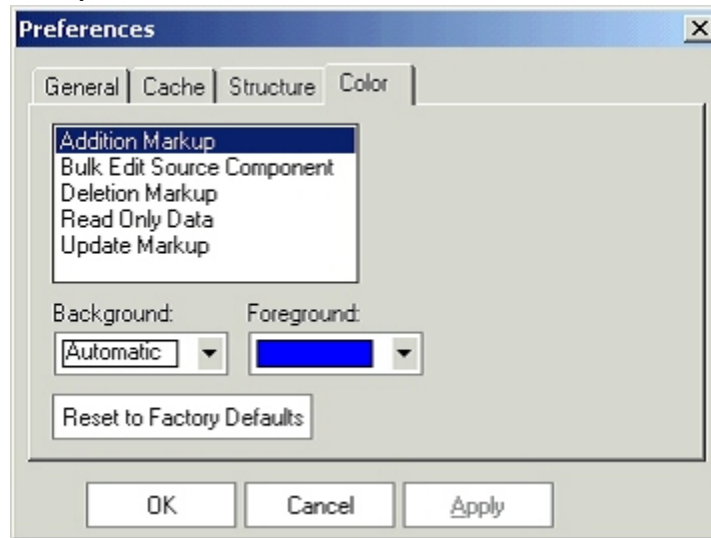 Preferences
General Cache Structure Color
Addition Markup
Bulk Edit Source Component
Deletion Markup
Read Only Data
Update Markup
Background: Foreground:
Automatic
Reset to Factory Defaults
OK Cancel Apply